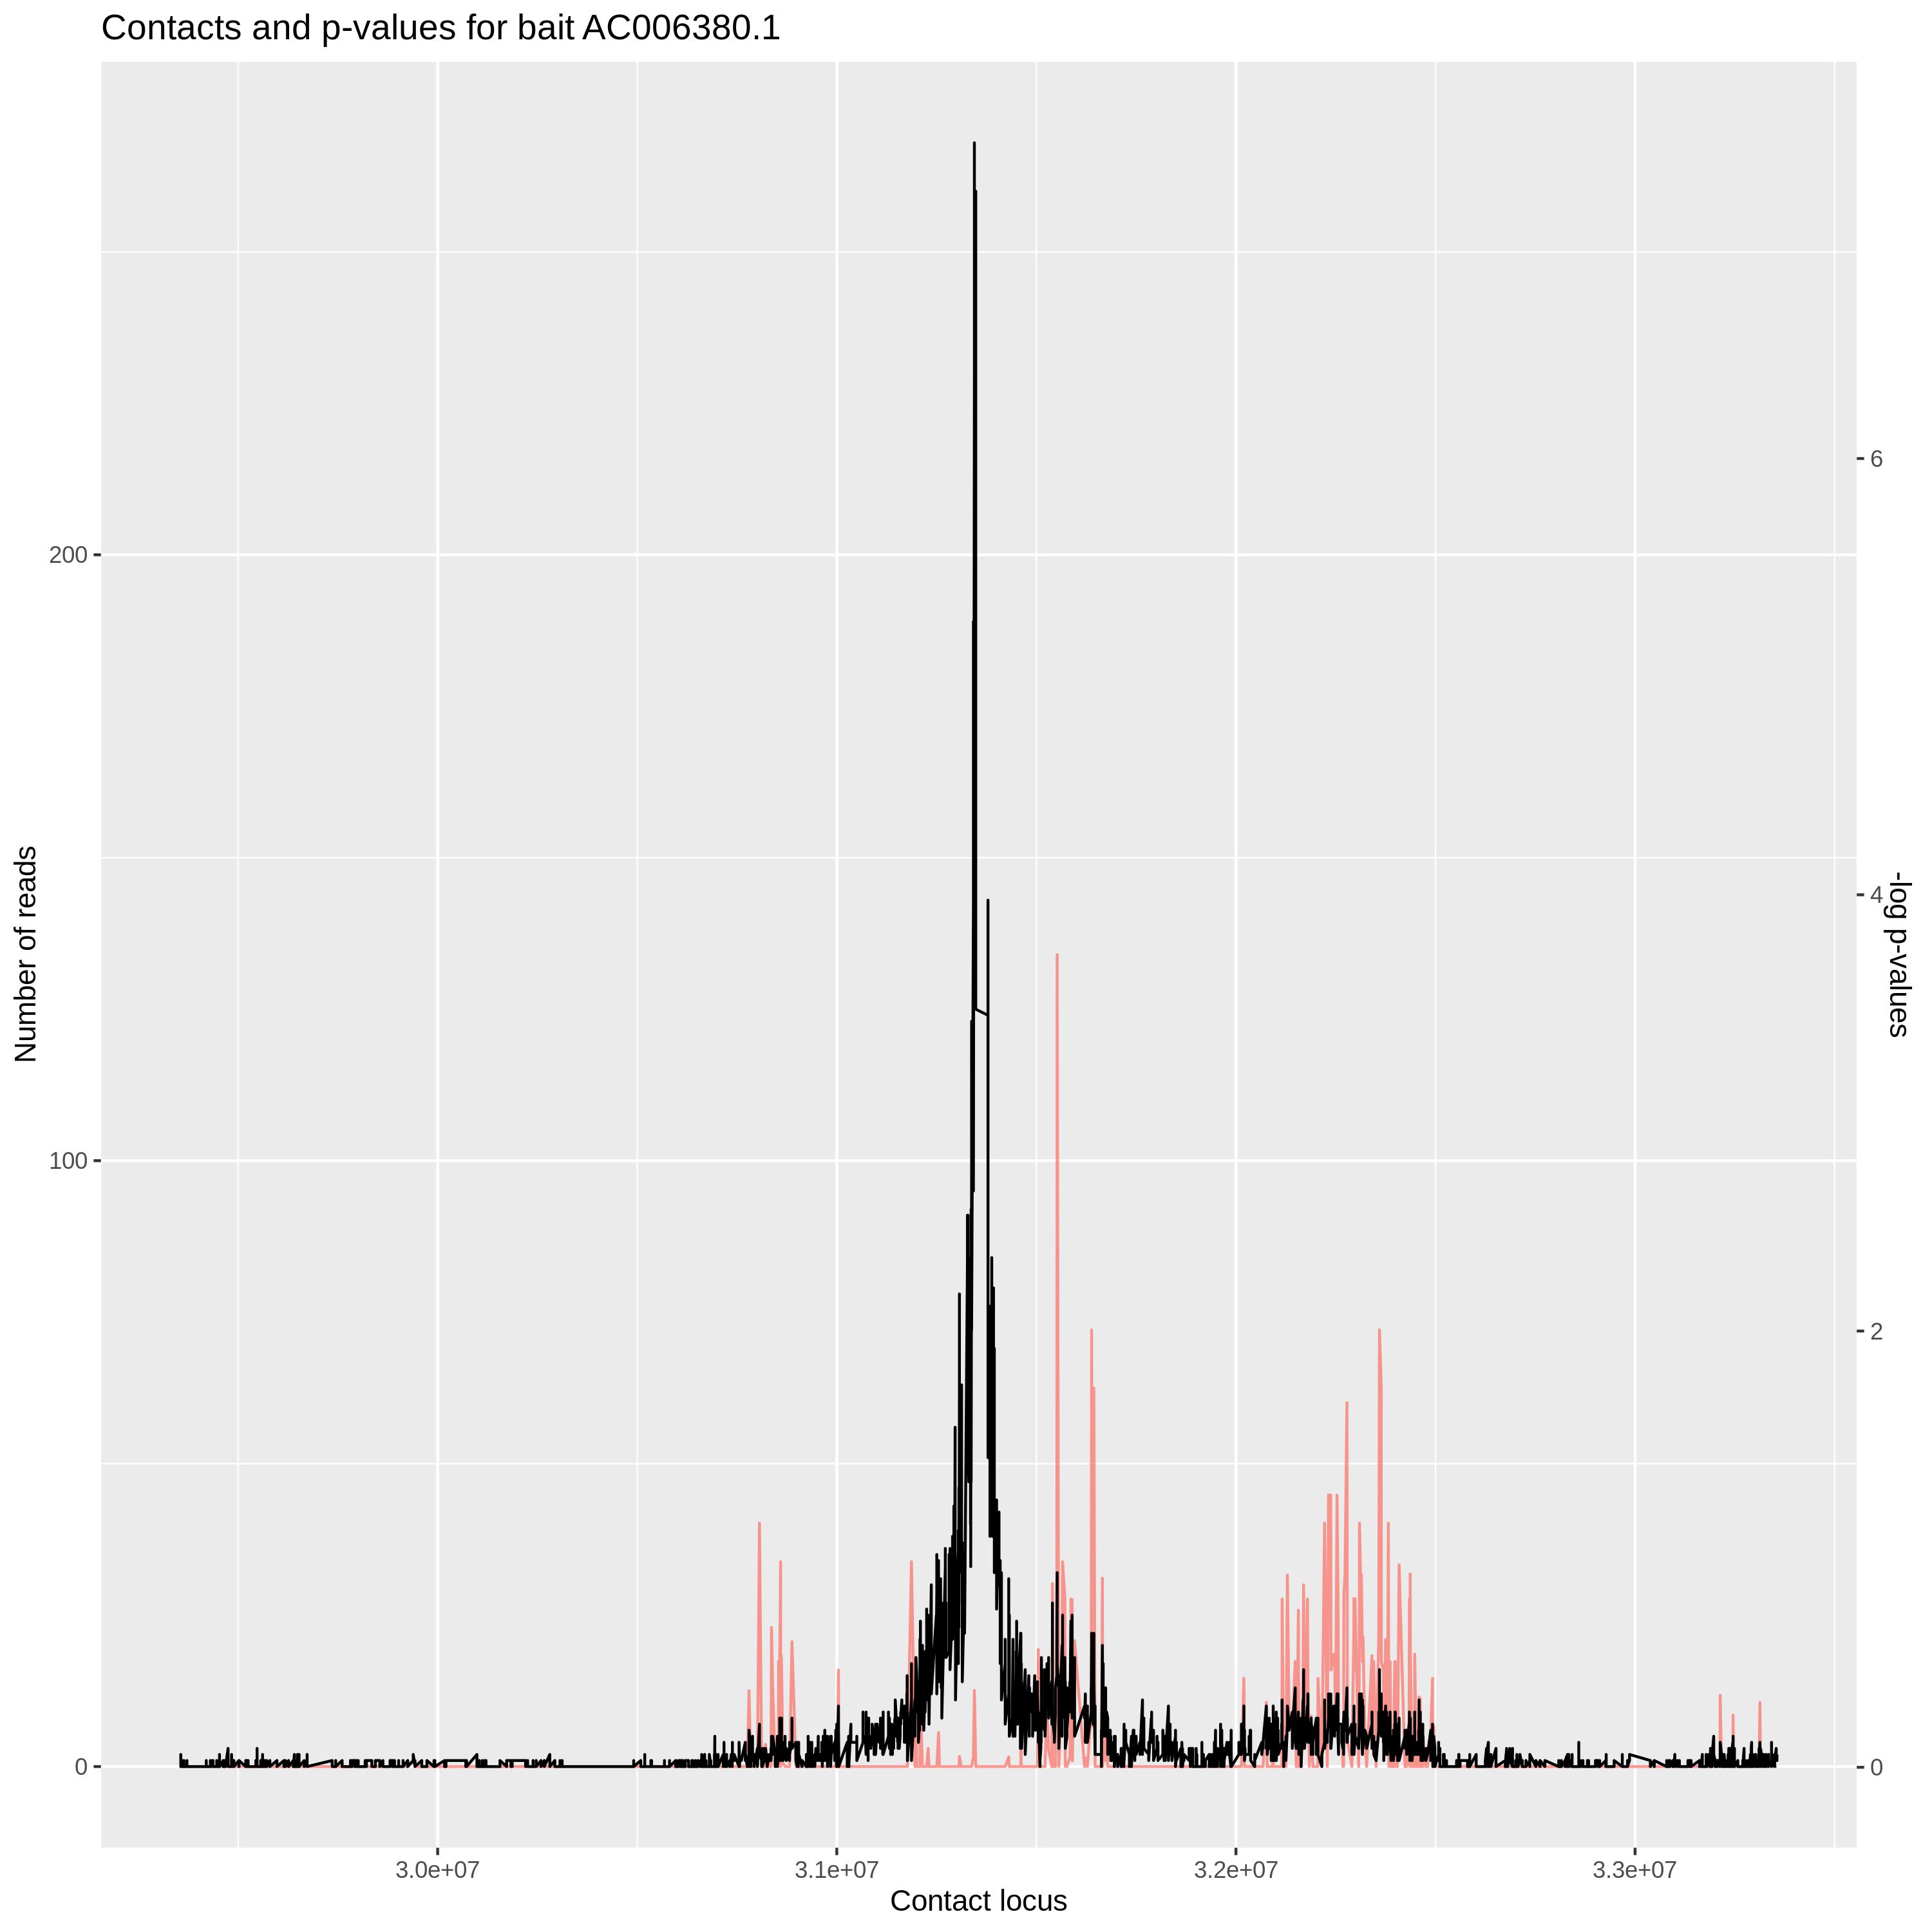 Contacts and p-values for bait AC006380.1
Number of reads
200
100
0
6
4
2
0
-log p-values
3.0e+07
3.1e+07
3.2e+07
3.3e+07
Contact locus